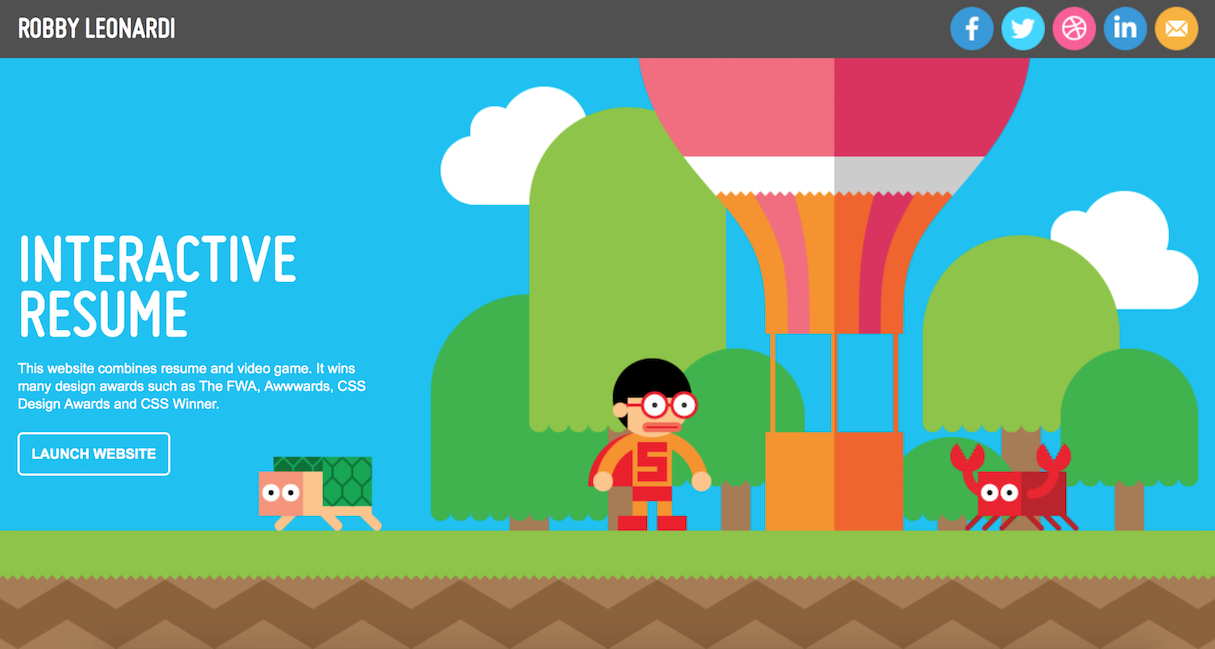 ROBBY LEONARDI
f
in
INTERACTIVE
RESUME
This website combines resume and video game. It wins
many design awards such as The FWA, Awwwards, CSS
Design Awards and CSS Winner.
LAUNCH WEBSITE
S